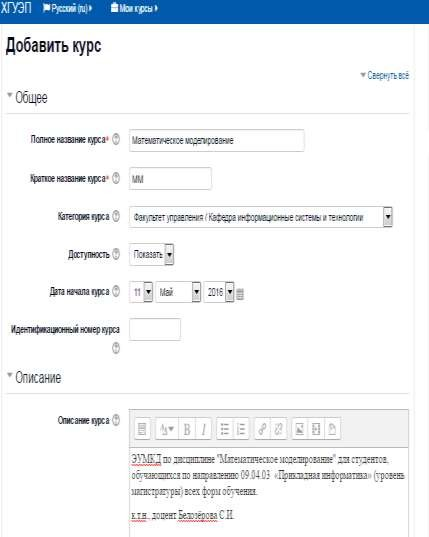 ХГУЭП Русский (ru) Мои курсы
Добавить курс
Свернуть всё
Общее
Полное название курса* Математическое моделирование
Краткое название курса* ММ
Категория курса Факультет управления / Кафедра информационные системы и технологии
Доступность Показать
Дата начала курса 11 Май 2016
Идентификационный номер курса
Описание
Описание курса
ЭУМКД по дисциплине "Математическое моделирование" для студентов,
обучающихся по направлению 09.04.03 «Прикладная информатика» (уровень
магистратуры) всех форм обучения.
к.т.н., доцент Белозёрова С.И.